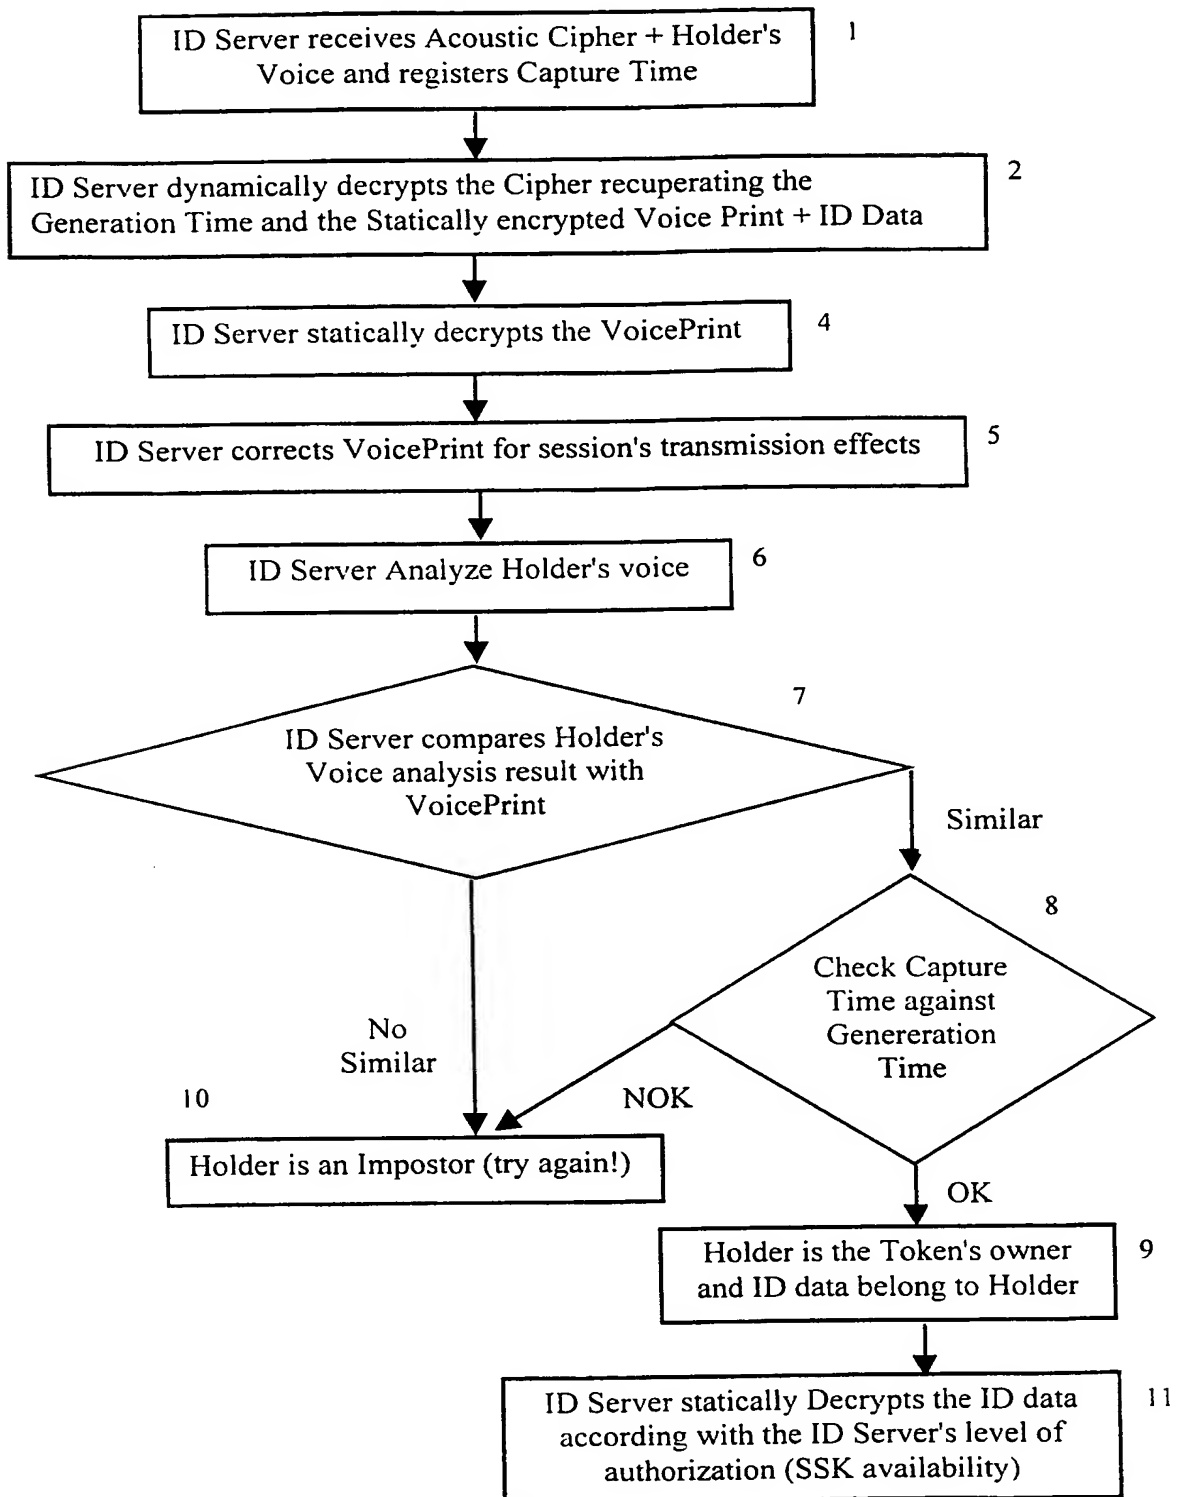 ID Server receives Acoustic Cipher + Holder's
Voice and registers Capture Time
1
ID Server dynamically decrypts the Cipher recuperating the
Generation Time and the Statically encrypted Voice Print + ID Data
2
ID Server statically decrypts the VoicePrint
4
ID Server corrects VoicePrint for session's transmission effects
5
ID Server Analyze Holder's voice
6
7
ID Server compares Holder's
Voice analysis result with
VoicePrint
Similar
8
Check Capture
Time against
Genereration
Time
No
Similar
NOK
10
Holder is an Impostor (try again!)
OK
Holder is the Token's owner
and ID data belong to Holder
9
ID Server statically Decrypts the ID data
according with the ID Server's level of
authorization (SSK availability)
11